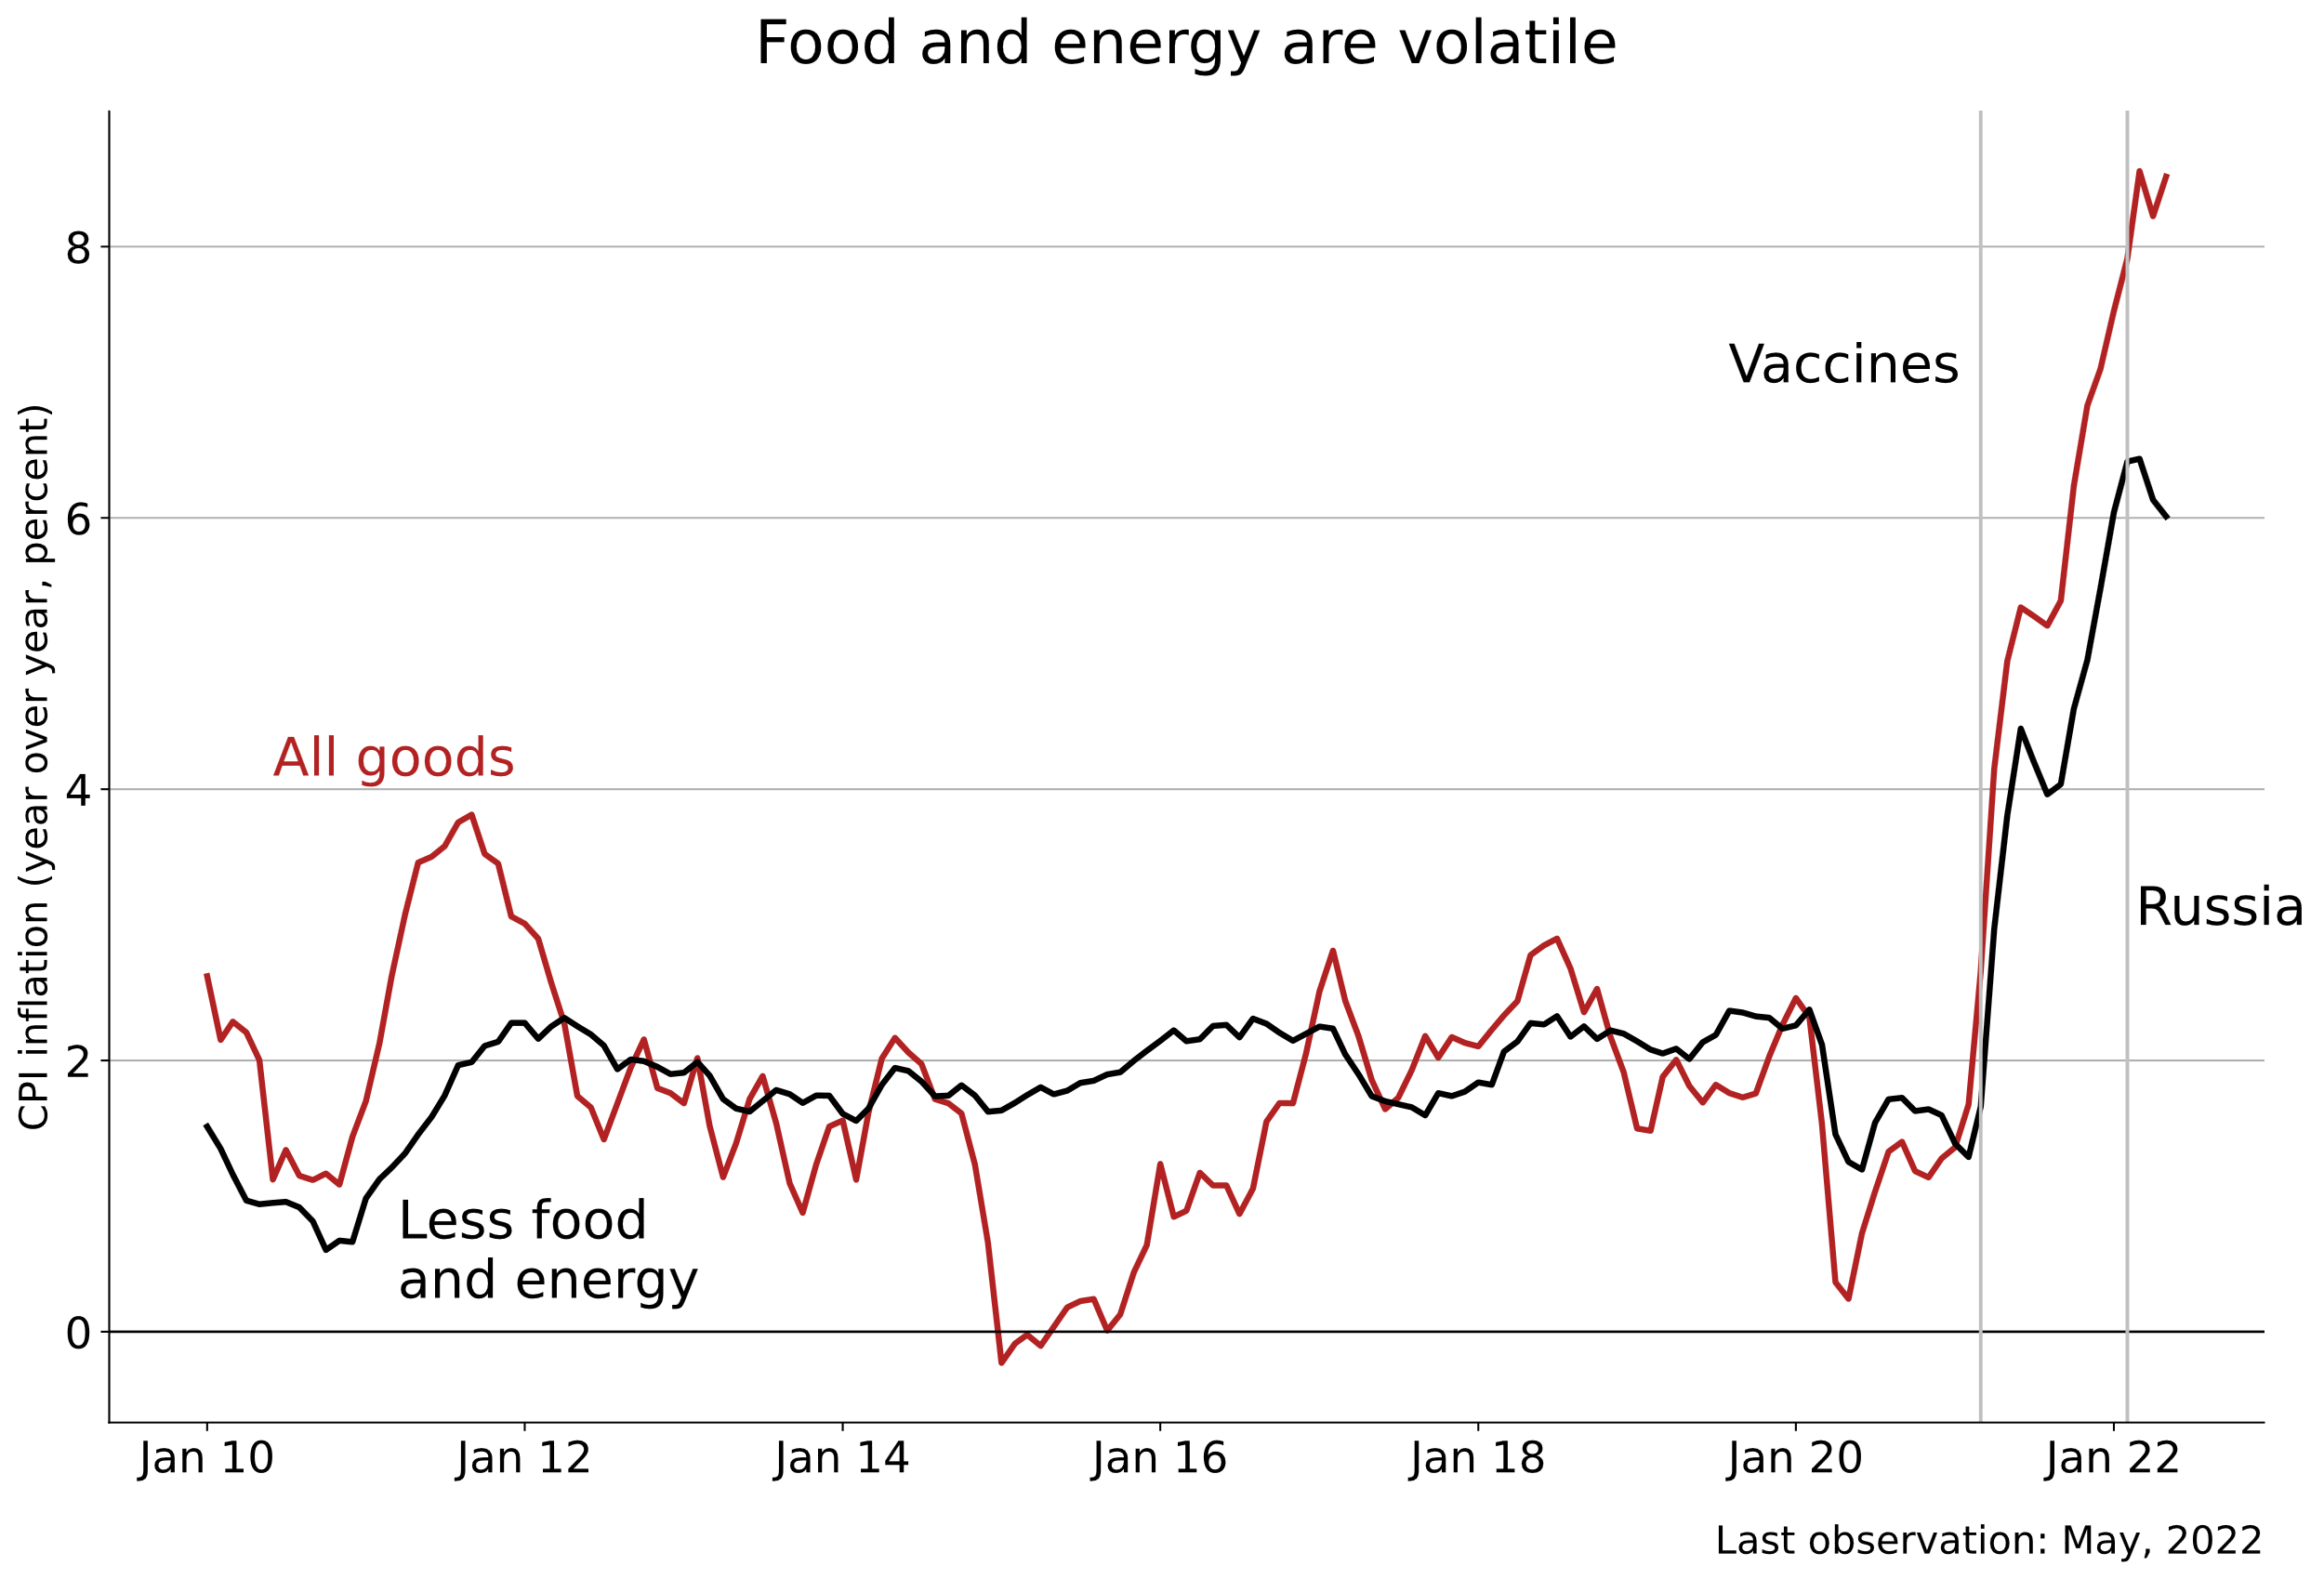 Food and energy are volatile
CPI inflation (year over year, percent)
8
6
4
2
0
Vaccines
All goods
Russia
Less food
and energy
Jan 10
Jan 12
Jan 14
Jan 16
Jan 18
Jan 20
Jan 22
Last observation: May, 2022